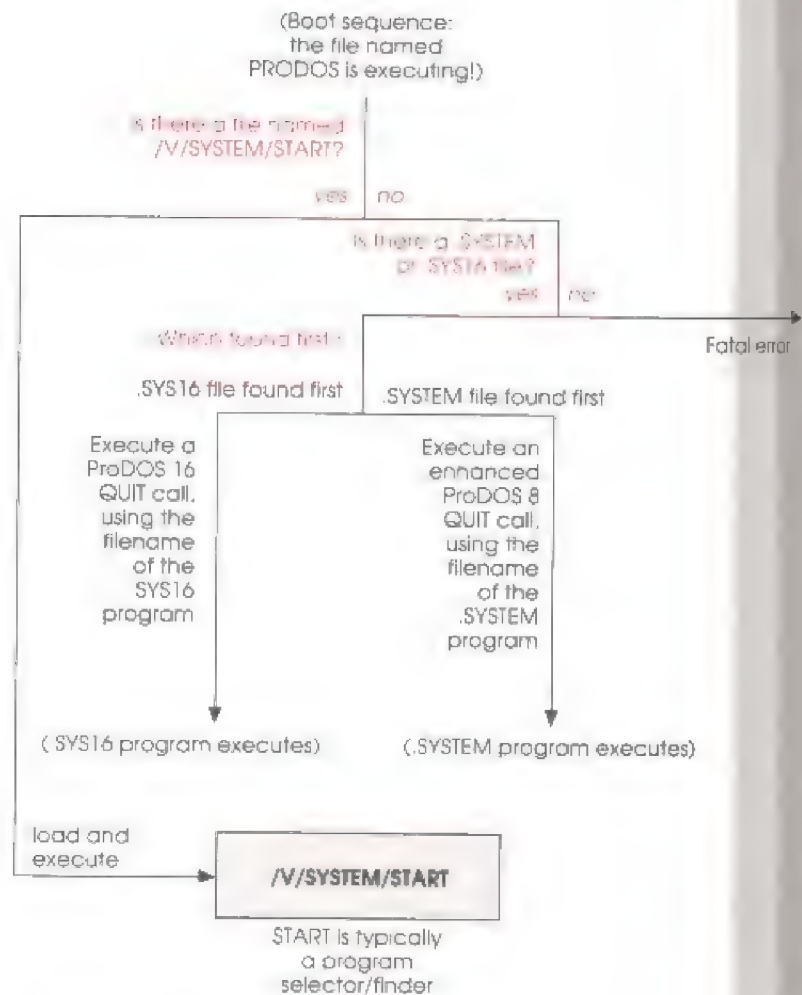 (Boot sequence:
the file named
PRODOS is executing!)
Is there a file named
/V/SYSTEM/START?
yes no
Is there a .SYSTEM
or .SYS16 file?
yes no
Which found first?
Fatal error
.SYS16 file found first
.SYSTEM file found first
Execute a
ProDOS 16
QUIT call,
using the
filename
of the
SYS16
program
Execute an
enhanced
ProDOS 8
QUIT call,
using the
filename
of the
.SYSTEM
program
( SYS16 program executes)
(.SYSTEM program executes)
load and
execute
/V/SYSTEM/START
START is typically
a program
selector/finder